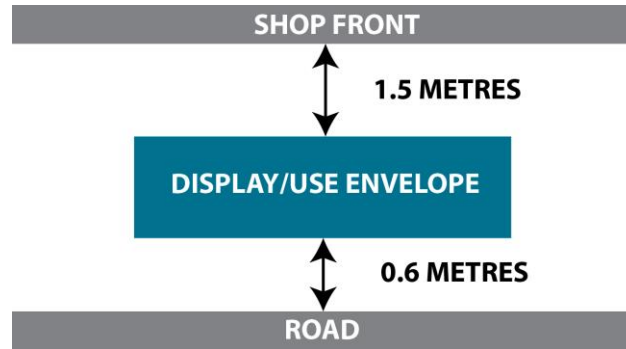 SHOP FRONT
1.5 METRES
DISPLAY/USE ENVELOPE
0.6 METRES
ROAD